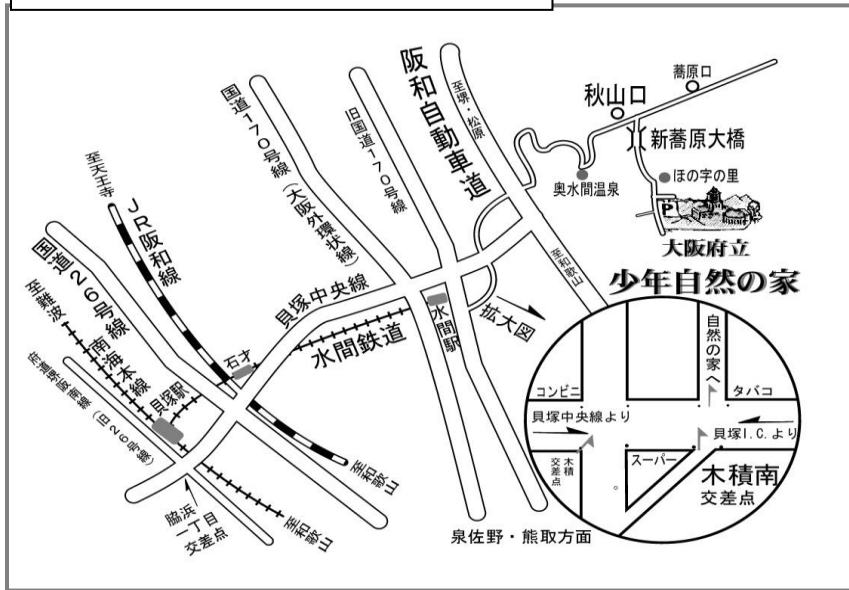 阪和自動車道
至堺・松原
蕎原口
秋山口
新蕎原大橋
ほの字の里
奥水間温泉
P
大阪府立
少年自然の家
国道170号線(大阪外環状線)
旧国道170号線
至天王寺
JR阪和線
国道26号線
至難波
南海本線
府道堺阪南線(旧26号線)
貝塚駅
石才
貝塚中央線
水間鉄道
水間駅
拡大図
至和歌山
至和歌山
至和歌山
脇浜
一丁目
交差点
泉佐野・熊取方面
自然の家へ
コンビニ
タバコ
貝塚中央線より
貝塚I.C.より
木積
交差点
スーパー
木積南
交差点